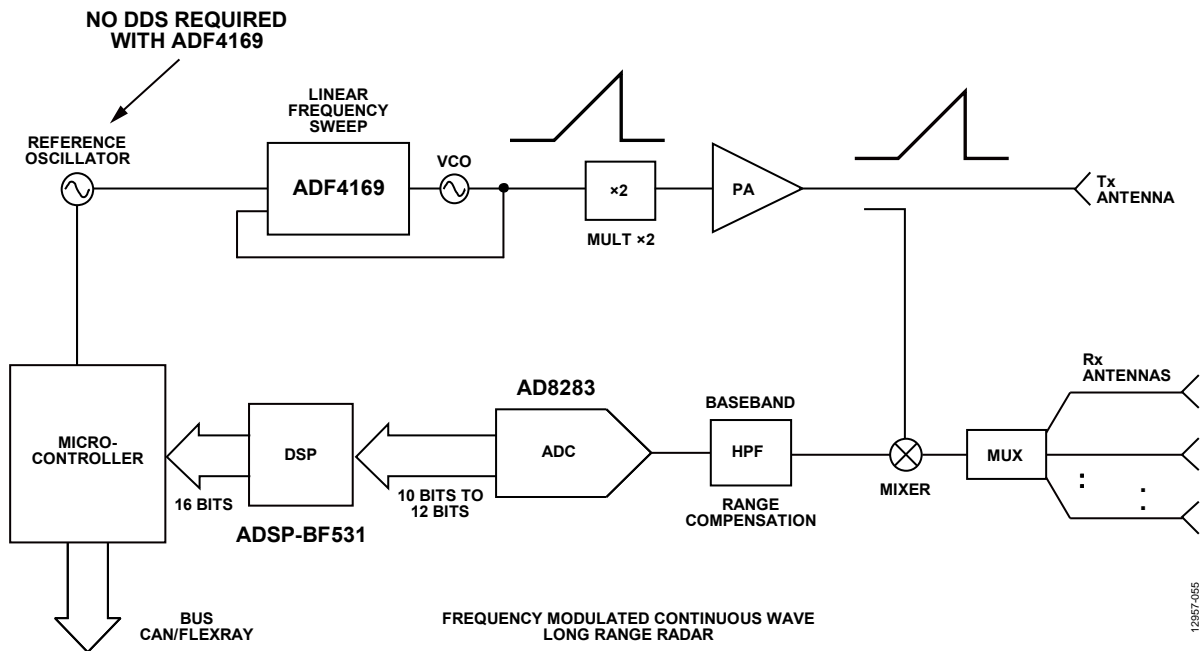 NO DDS REQUIRED
WITH ADF4169
LINEAR
FREQUENCY
SWEEP
REFERENCE
OSCILLATOR
ADF4169
VCO
×2
MULT ×2
PA
Tx
ANTENNA
Rx
ANTENNAS
MICRO-
CONTROLLER
16 BITS
DSP
ADSP-BF531
10 BITS TO
12 BITS
AD8283
ADC
BASEBAND
HPF
RANGE
COMPENSATION
MIXER
MUX
BUS
CAN/FLEXRAY
FREQUENCY MODULATED CONTINUOUS WAVE
LONG RANGE RADAR
12957-055